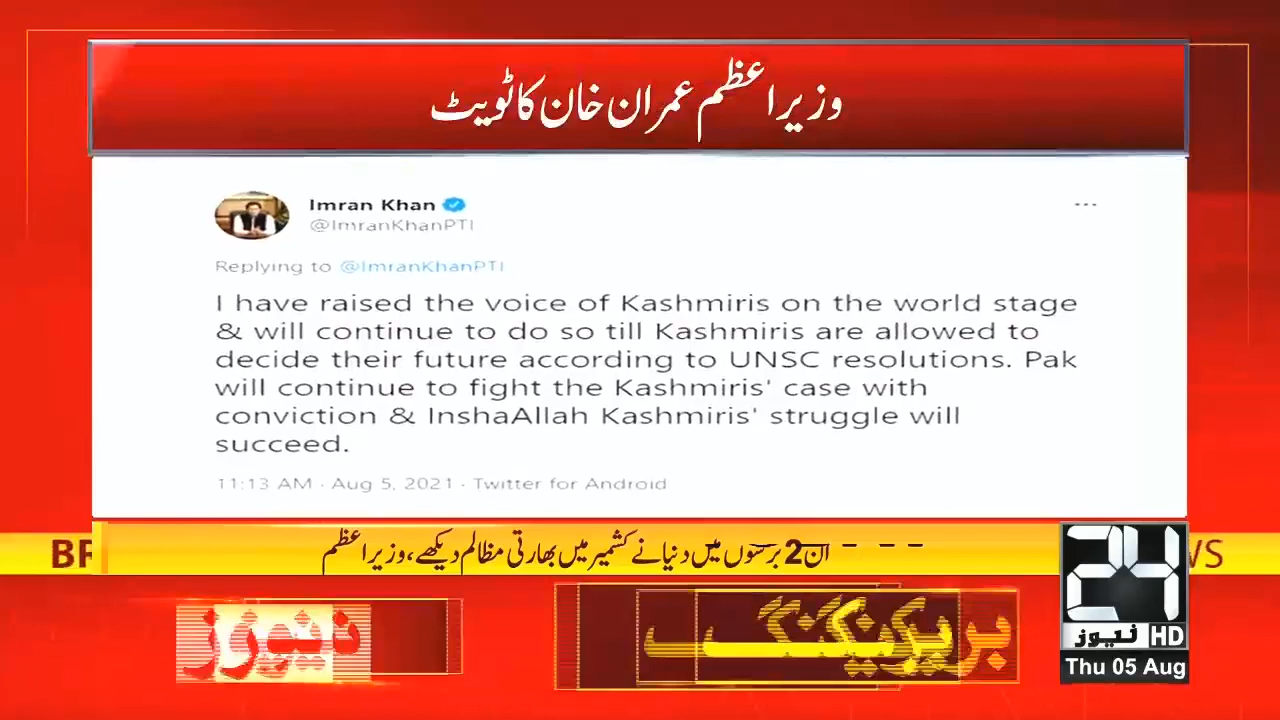 وزیراعظم عمران خان کا ٹویٹ
Imran Khan
@ImranKhanPTI
Replying to @ImranKhanPTI
I have raised the voice of Kashmiris on the world stage
& will continue to do so till Kashmiris are allowed to
decide their future according to UNSC resolutions. Pak
will continue to fight the Kashmiris' case with
conviction & InshaAllah Kashmiris' struggle will
succeed.
11:13 AM · Aug 5, 2021 · Twitter for Android
ان 2 برسوں میں دنیا نے کشمیر میں بھارتی مظالم دیکھے، وزیراعظم
24
نیوز HD
Thu 05 Aug